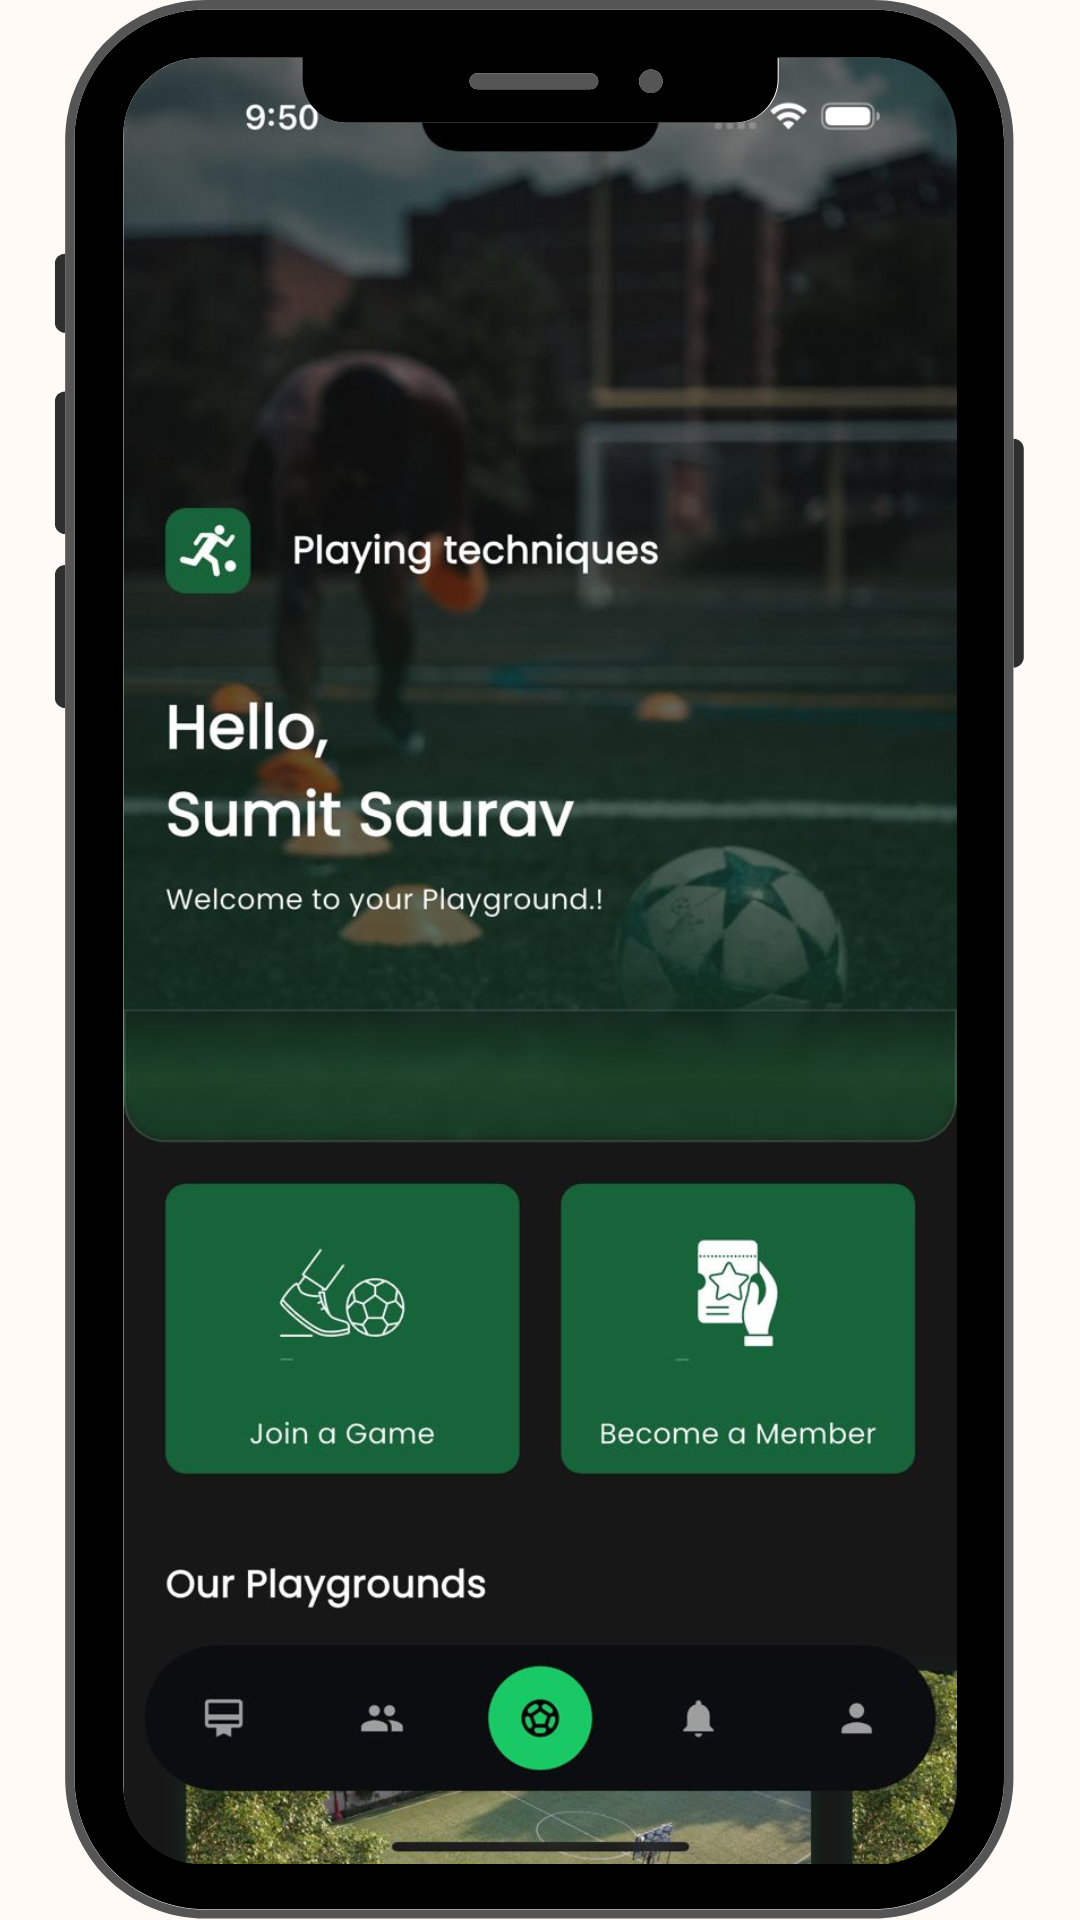 9:50
Playing techniques
Hello,
Sumit Saurav
Welcome to your Playground.!
Join a Game
Become a Member
Our Playgrounds